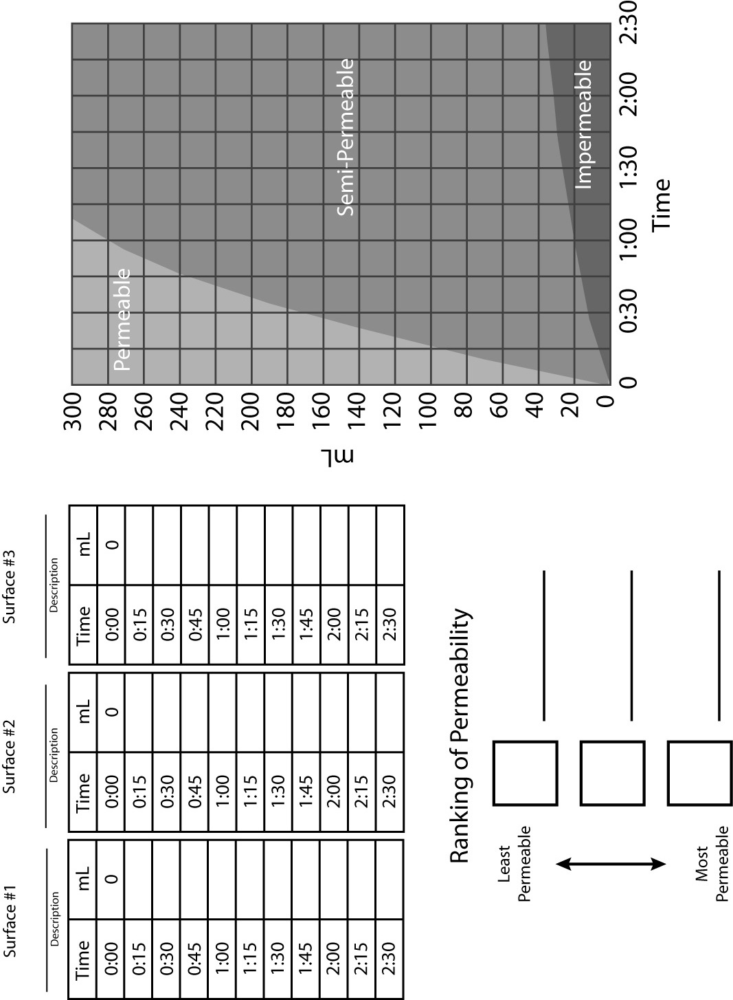 Surface #1
Description
Time mL
0:00 0
0:15
0:30
0:45
1:00
1:15
1:30
1:45
2:00
2:15
2:30
Surface #2
Description
Time mL
0:00 0
0:15
0:30
0:45
1:00
1:15
1:30
1:45
2:00
2:15
2:30
Surface #3
Description
Time mL
0:00 0
0:15
0:30
0:45
1:00
1:15
1:30
1:45
2:00
2:15
2:30
Ranking of Permeability
Least
Permeable
Most
Permeable
mL
300
280
260
240
220
200
180
160
140
120
100
80
60
40
20
0
Permeable
Semi-Permeable
Impermeable
0 0:30 1:00 1:30 2:00 2:30
Time